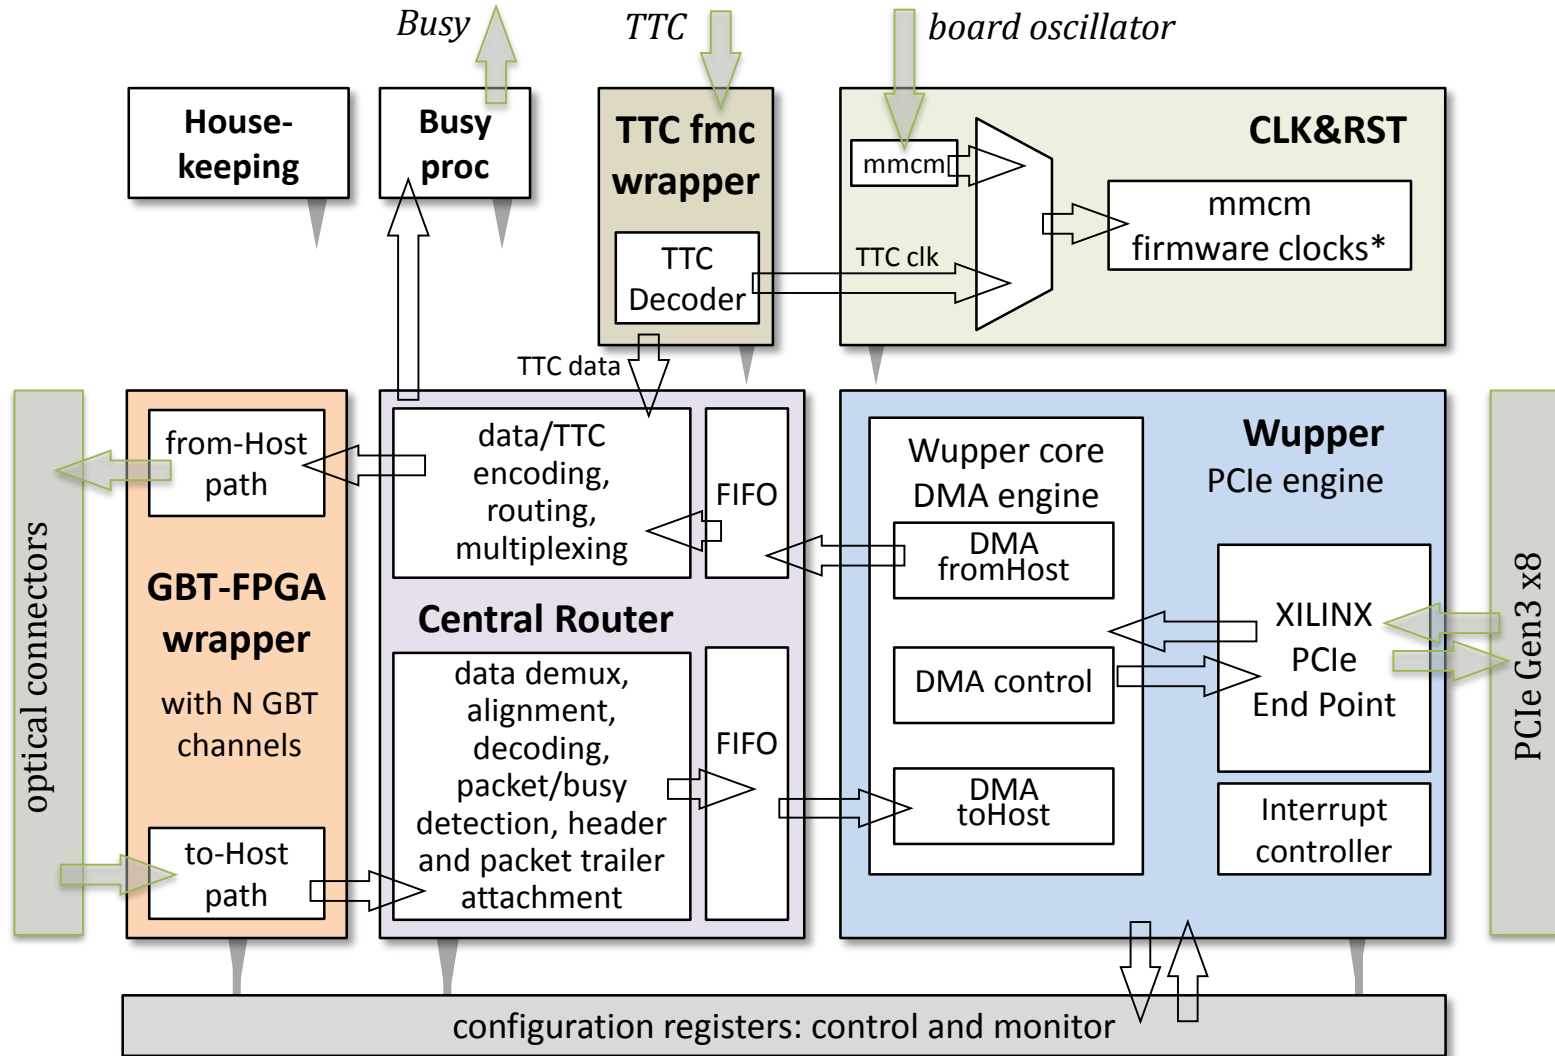 Busy
TTC
board oscillator
House-
keeping
Busy
proc
TTC fmc
wrapper
TTC
Decoder
CLK&RST
mmcm
mmcm
firmware clocks*
TTC clk
TTC data
optical connectors
from-Host
path
GBT-FPGA
wrapper
with N GBT
channels
to-Host
path
data/TTC
encoding,
routing,
multiplexing
FIFO
Central Router
data demux,
alignment,
decoding,
packet/busy
detection, header
and packet trailer
attachment
FIFO
Wupper
PCIe engine
Wupper core
DMA engine
DMA
fromHost
DMA control
DMA
toHost
XILINX
PCIe
End Point
Interrupt
controller
PCIe Gen3 x8
configuration registers: control and monitor